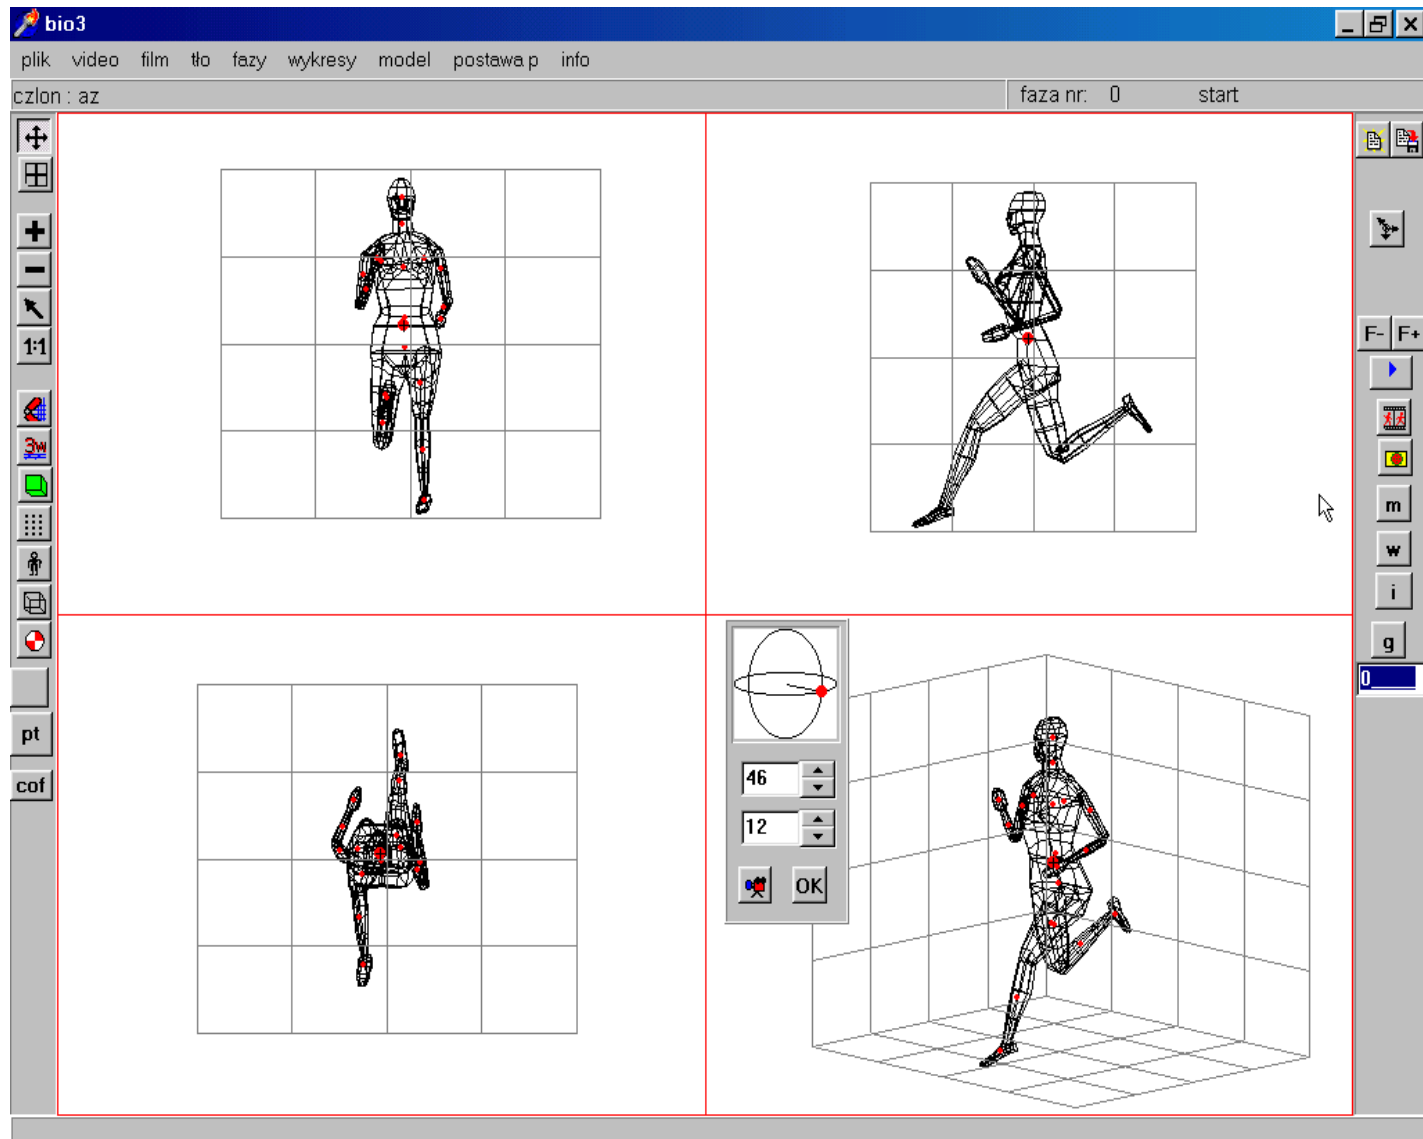 bio3
plik video film tło fazy wykresy model postawa p info
czlon : az
faza nr: 0 start
1:1
3w
pt
cof
F- F+
m
w
i
g
0
46
12
OK